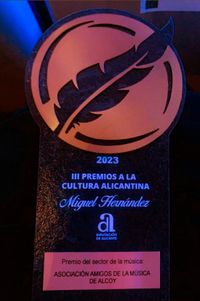 2023
III PREMIOS A LA
CULTURA ALICANTINA
Miguel Hernández
a
DIPUTACIÓN
DE ALICANTE
Premio del sector de la música:
ASOCIACIÓN AMIGOS DE LA MÚSICA
DE ALCOY